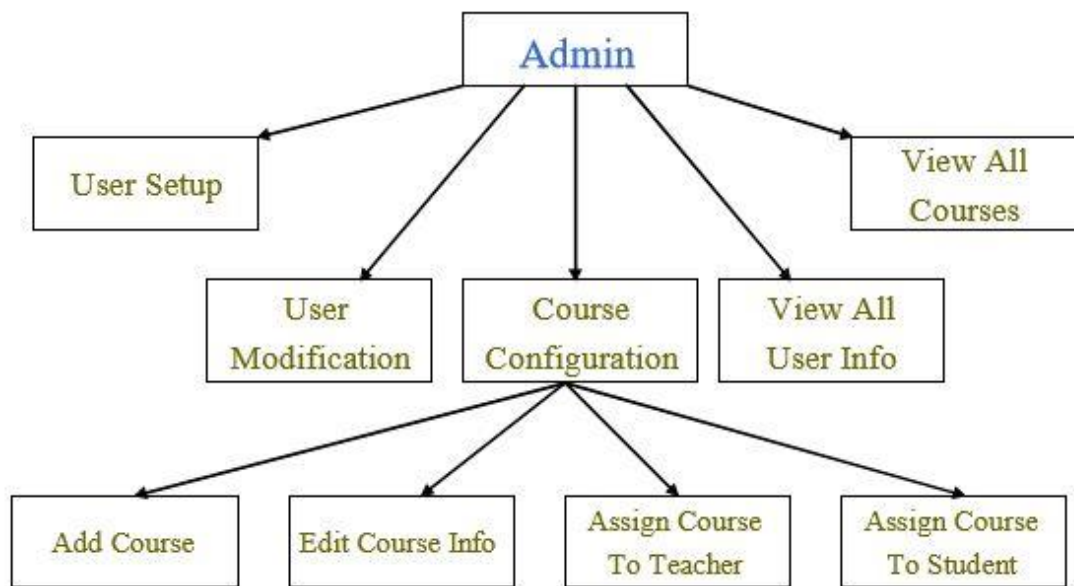 Admin
User Setup
View All
Courses
User
Modification
Course
Configuration
View All
User Info
Add Course
Edit Course Info
Assign Course
To Teacher
Assign Course
To Student